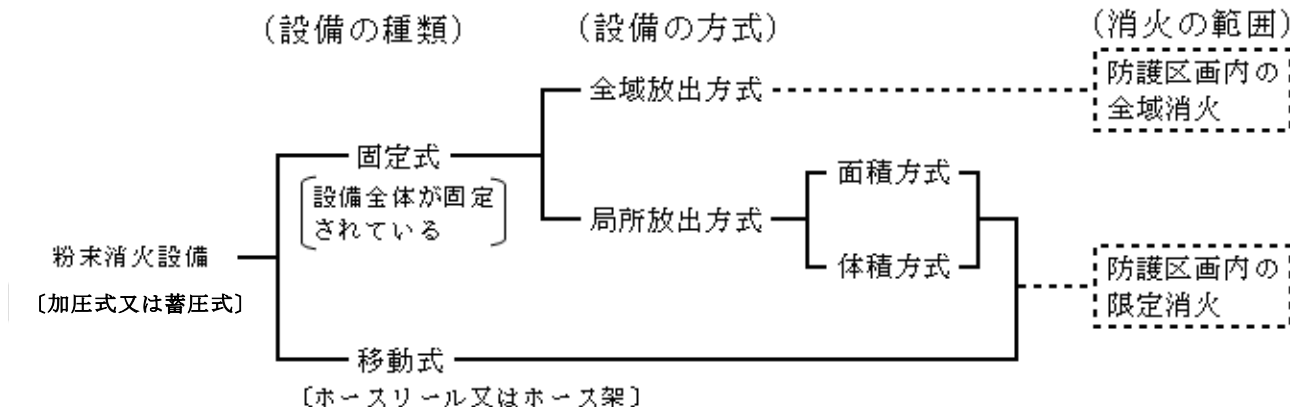 (設備の種類)
(設備の方式)
(消火の範囲)
全域放出方式
防護区画内の
全域消火
固定式
設備全体が固定
されている
面積方式
局所放出方式
体積方式
防護区画内の
限定消火
粉末消火設備
〔加圧式又は蓄圧式〕
移動式
〔ホースリール又はホース架〕